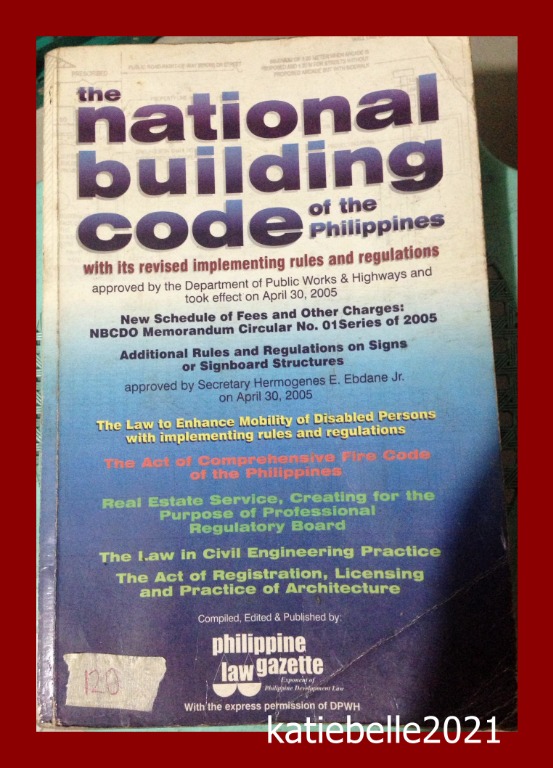 the
national
building
code
of the
Philippines
with its revised implementing rules and regulations
approved by the Department of Public Works & Highways and
took effect on April 30, 2005
New Schedule of Fees and Other Charges:
NBCDO Memorandum Circular No. 01Series of 2005
Additional Rules and Regulations on Signs
or Signboard Structures
approved by Secretary Hermogenes E. Ebdane Jr.
on April 30, 2005
The Law to Enhance Mobility of Disabled Persons
with implementing rules and regulations
The Act of Comprehensive Fire Code
of the Philippines
Real Estate Service, Creating for the
Purpose of Professional
Regulatory Board
The Law in Civil Engineering Practice
The Act of Registration, Licensing
and Practice of Architecture
Compiled, Edited & Published by:
philippine
law gazette
Exponent of
Philippine Development Law
120
With the express permission of DPWH
katiebelle2021